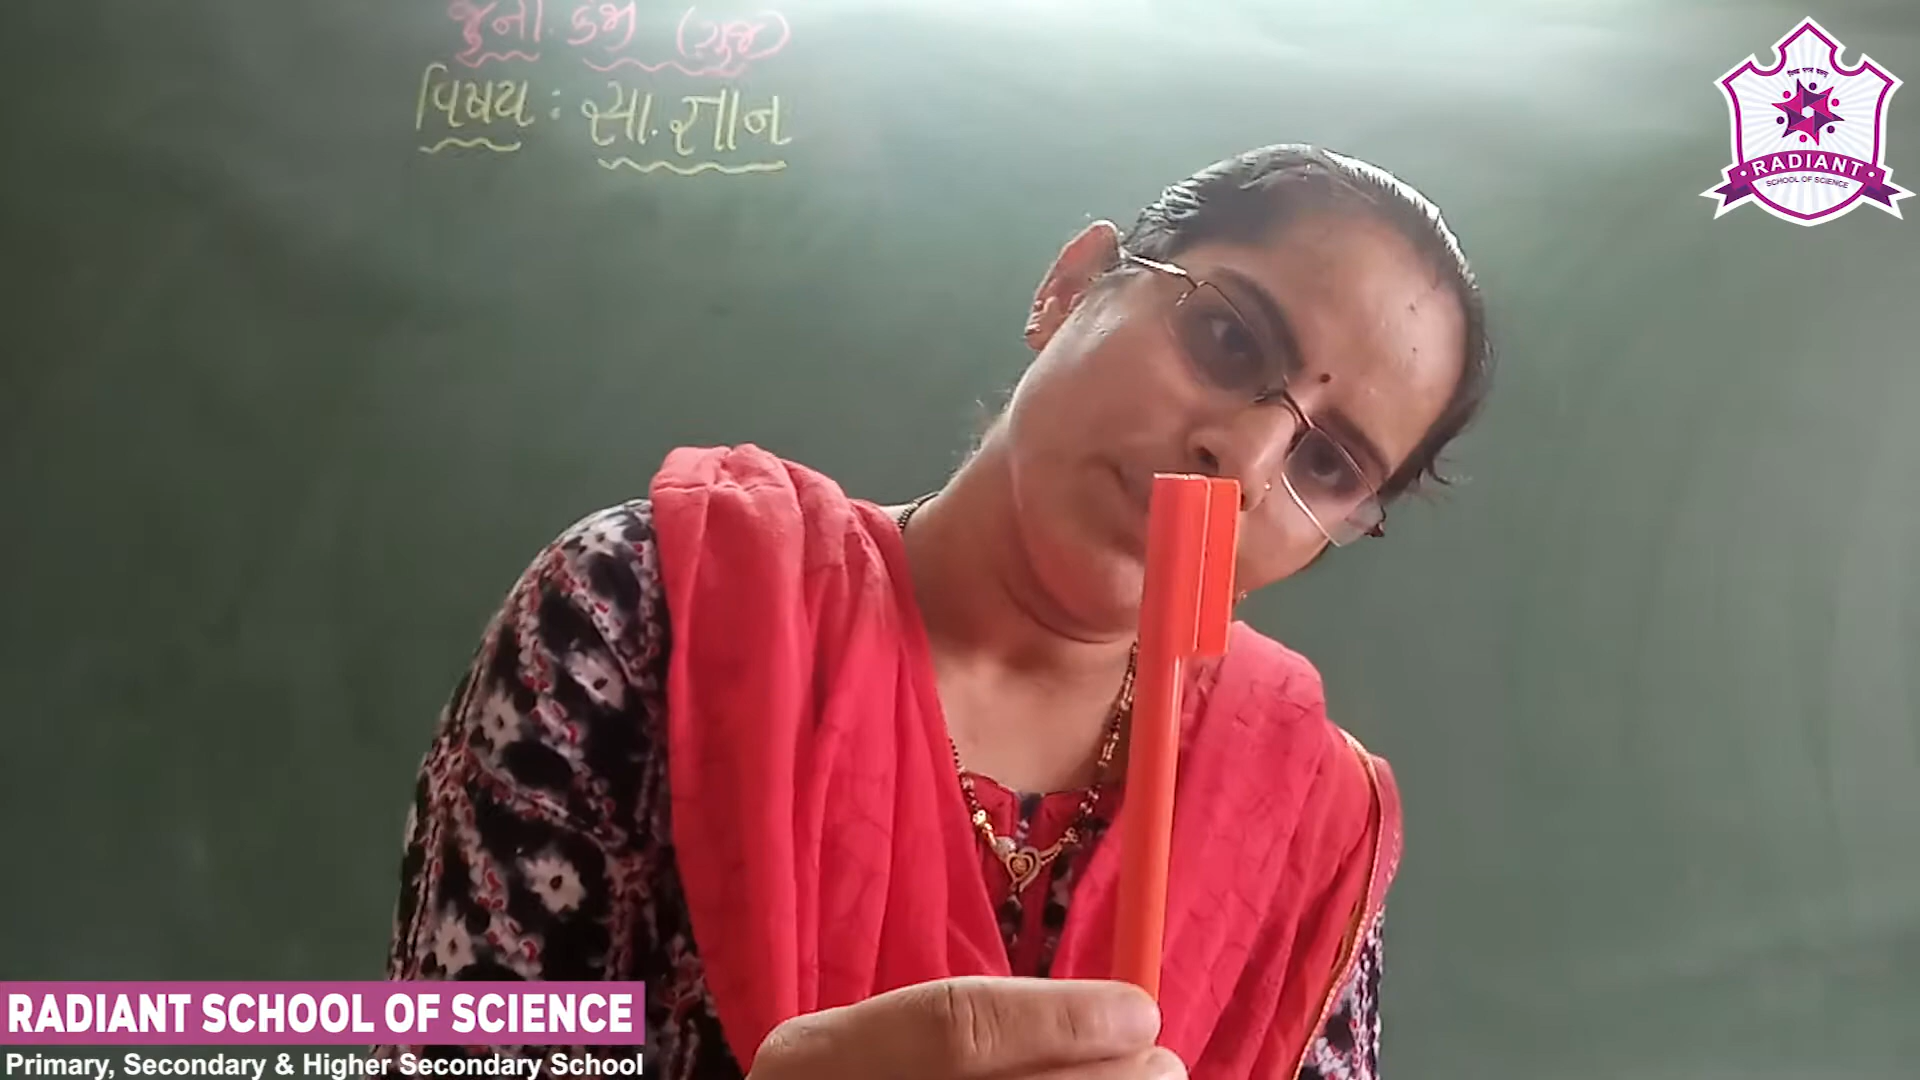 જુની. કેજી (ગુજ)
વિષય : સા.જ્ઞાન
RADIANT
SCHOOL OF SCIENCE
RADIANT SCHOOL OF SCIENCE
Primary, Secondary & Higher Secondary School